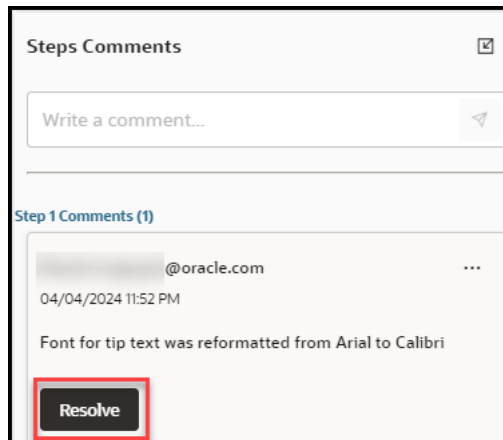 Steps Comments
Write a comment...
Step 1 Comments (1)
@oracle.com
...
04/04/2024 11:52 PM
Font for tip text was reformatted from Arial to Calibri
Resolve